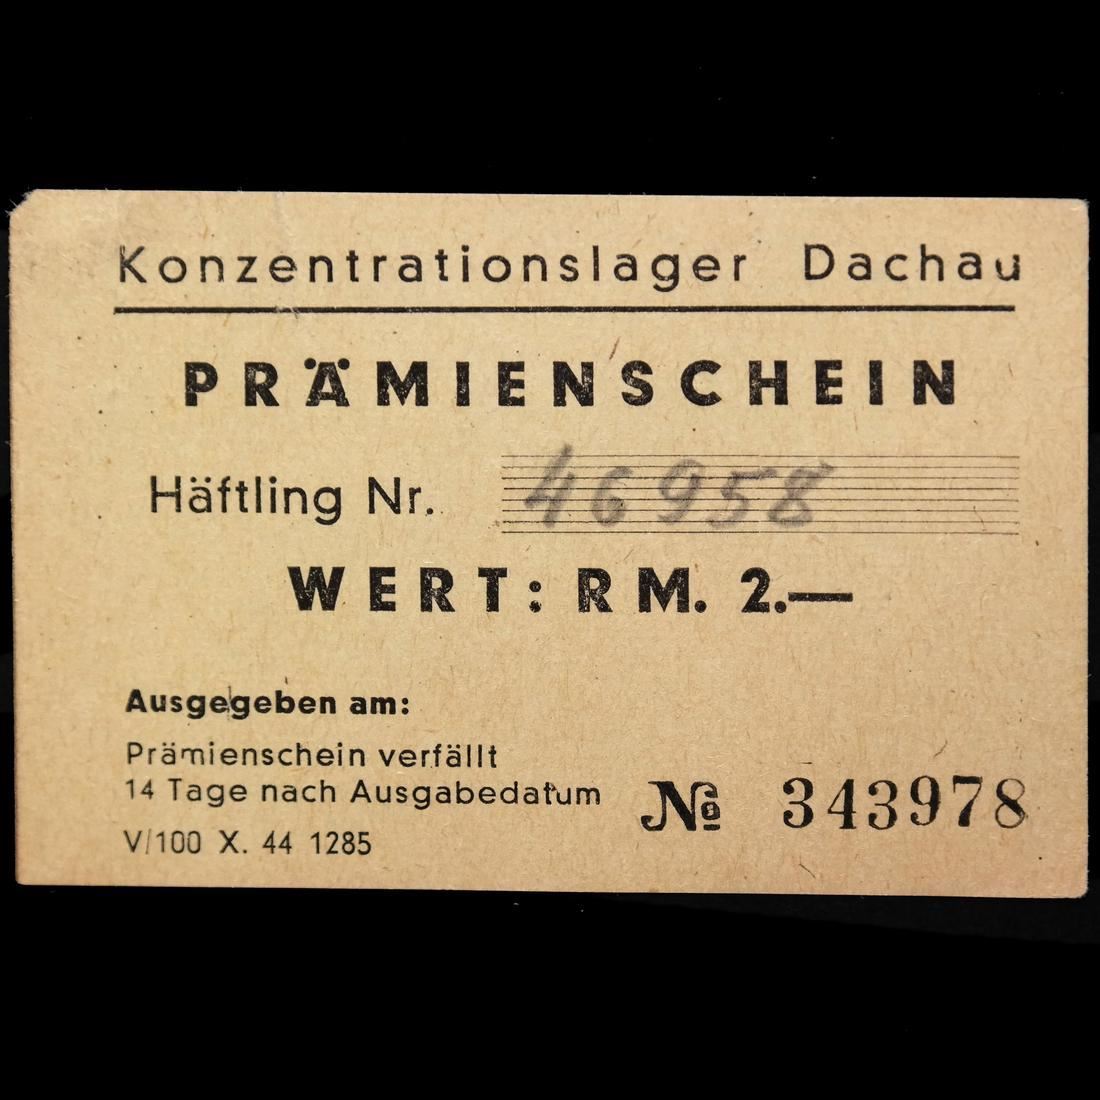 Konzentrationslager Dachau
PRÄMIENSCHEIN
Häftling Nr. 46958
WERT: RM. 2.—
Ausgegeben am:
Prämienschein verfällt
14 Tage nach Ausgabedatum
№ 343978
V/100 X. 44 1285